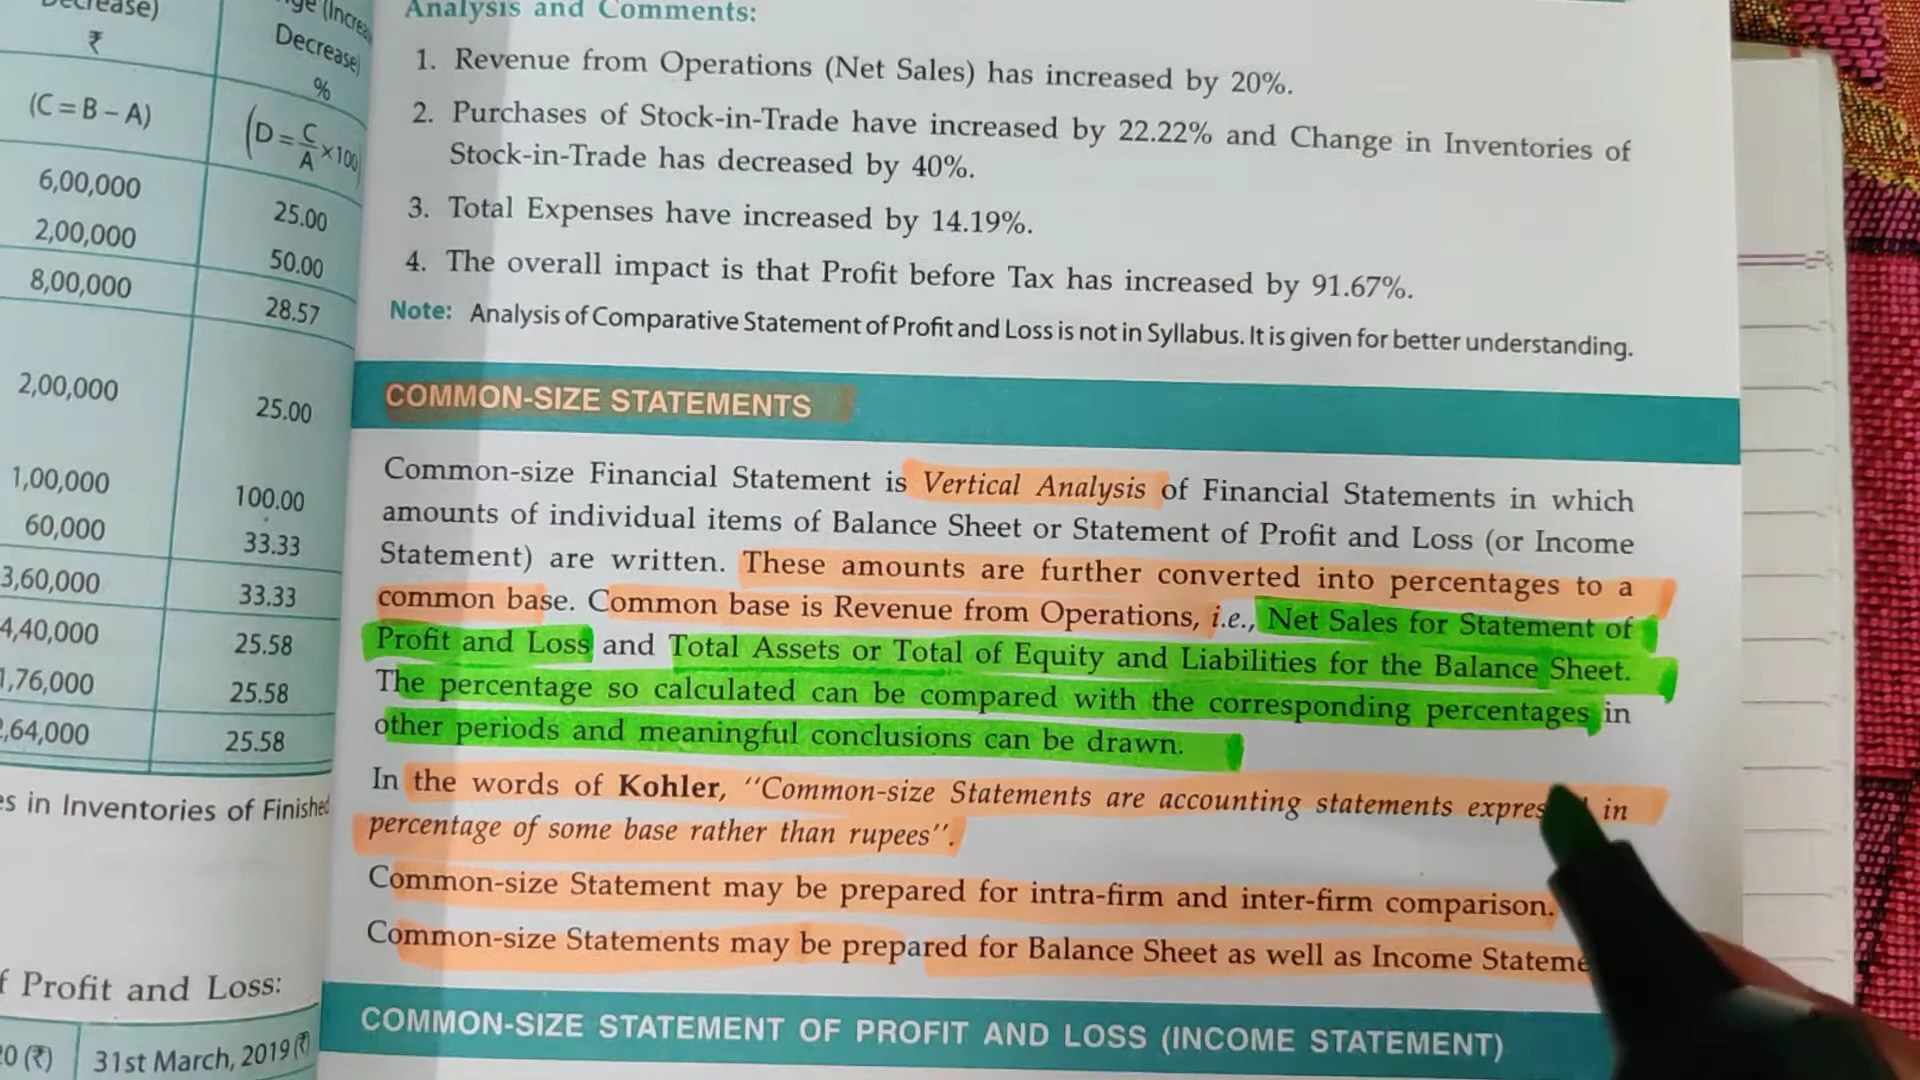 Decrease)
₹
Decrease)
%
(C = B – A)
(D = C/A × 100
6,00,000
25.00
2,00,000
50.00
8,00,000
28.57
2,00,000
25.00
1,00,000
100.00
60,000
33.33
3,60,000
33.33
4,40,000
25.58
1,76,000
25.58
2,64,000
25.58
in Inventories of Finished
Profit and Loss:
(₹)
31st March, 2019 (₹)
Analysis and Comments:
1. Revenue from Operations (Net Sales) has increased by 20%.
2. Purchases of Stock-in-Trade have increased by 22.22% and Change in Inventories of
Stock-in-Trade has decreased by 40%.
3. Total Expenses have increased by 14.19%.
4. The overall impact is that Profit before Tax has increased by 91.67%.
Note: Analysis of Comparative Statement of Profit and Loss is not in Syllabus. It is given for better understanding.
COMMON-SIZE STATEMENTS
Common-size Financial Statement is Vertical Analysis of Financial Statements in which
amounts of individual items of Balance Sheet or Statement of Profit and Loss (or Income
Statement) are written. These amounts are further converted into percentages to a
common base. Common base is Revenue from Operations, i.e., Net Sales for Statement of
Profit and Loss and Total Assets or Total of Equity and Liabilities for the Balance Sheet.
The percentage so calculated can be compared with the corresponding percentages in
other periods and meaningful conclusions can be drawn.
In the words of Kohler, "Common-size Statements are accounting statements in
percentage of some base rather than rupees".
Common-size Statement may be prepared for intra-firm and inter-firm comparison.
Common-size Statements may be prepared for Balance Sheet as well as Income
COMMON-SIZE STATEMENT OF PROFIT AND LOSS (INCOME STATEMENT)